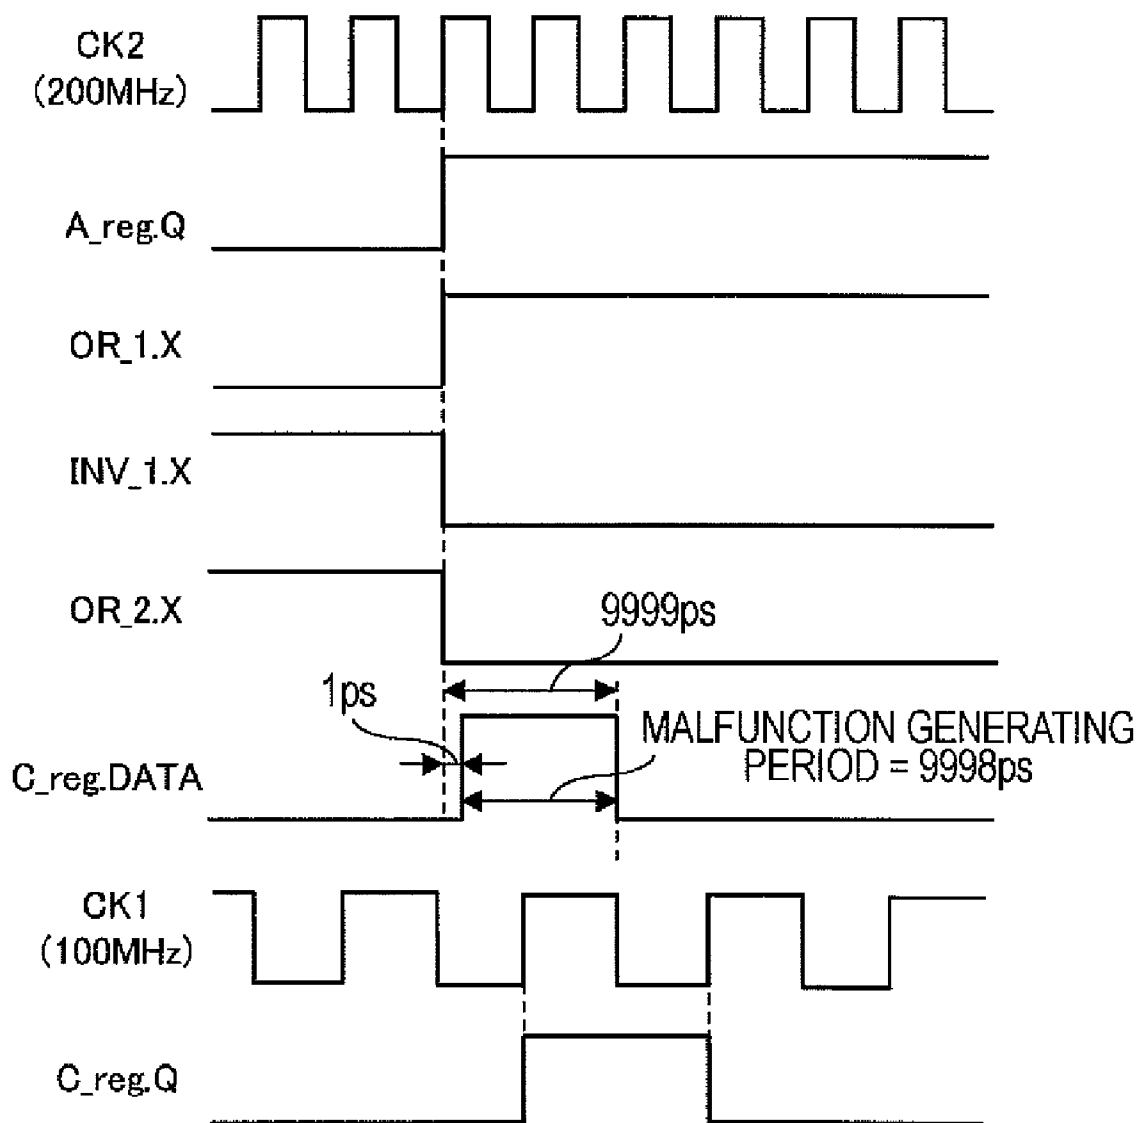 CK2
(200MHz)
A_reg.Q
OR_1.X
INV_1.X
OR_2.X
9999ps
1ps
MALFUNCTION GENERATING
PERIOD = 9998ps
C_reg.DATA
CK1
(100MHz)
C_reg.Q